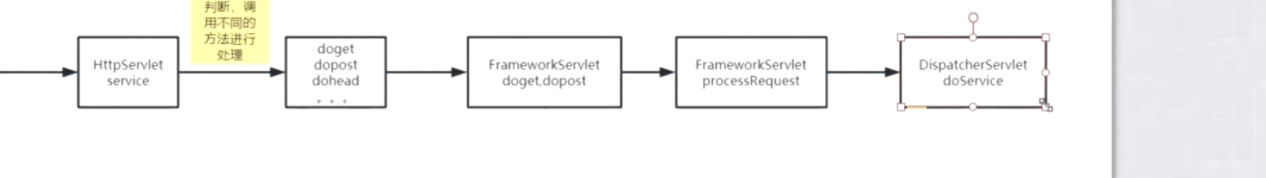 判断，调
用不同的
方法进行
处理
HttpServlet
service
doget
dopost
dohead
...
FrameworkServlet
doget,dopost
FrameworkServlet
processRequest
DispatcherServlet
doService